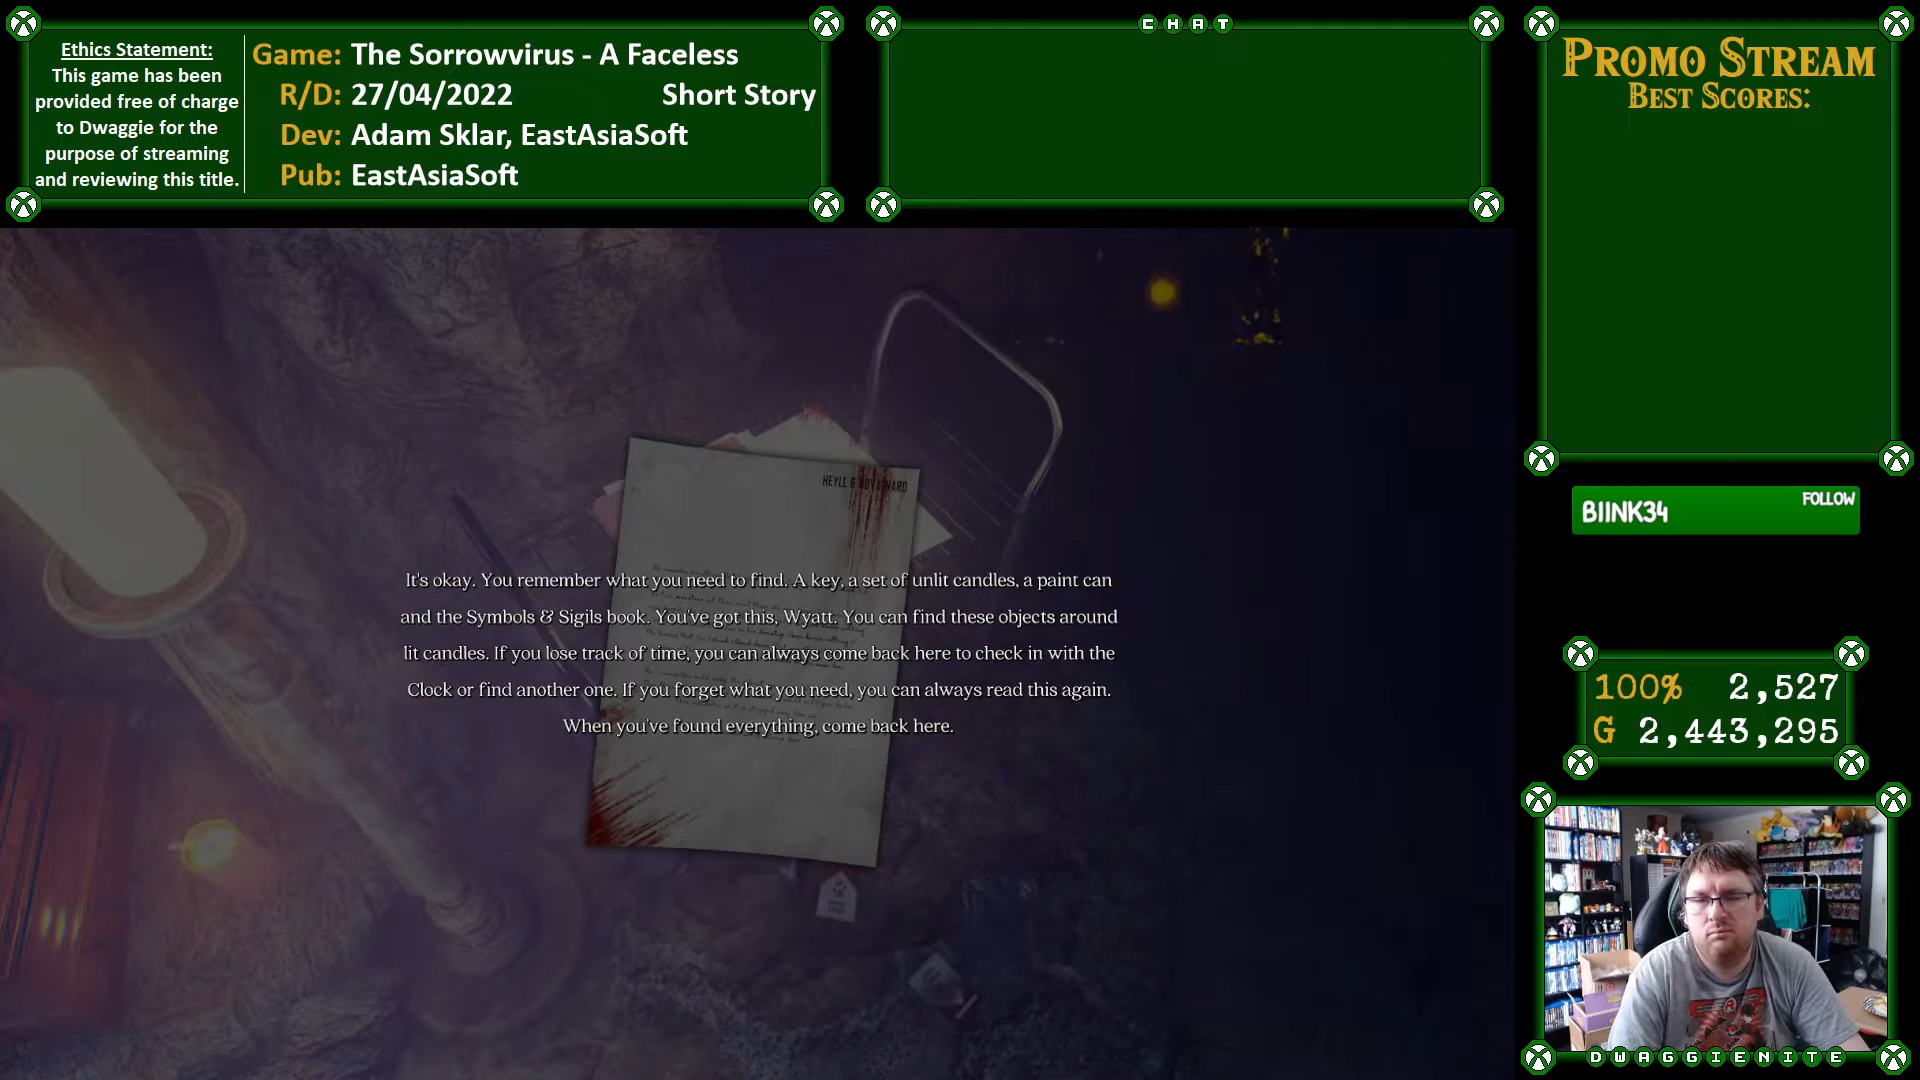 Ethics Statement:
This game has been
provided free of charge
to Dwaggie for the
purpose of streaming
and reviewing this title.
Game: The Sorrowvirus - A Faceless
R/D: 27/04/2022 Short Story
Dev: Adam Sklar, EastAsiaSoft
Pub: EastAsiaSoft
CHAT
Promo Stream
Best Scores:
BIINK34 FOLLOW
HEYLL &
It's okay. You remember what you need to find. A key, a set of unlit candles, a paint can
and the Symbols & Sigils book. You've got this, Wyatt. You can find these objects around
lit candles. If you lose track of time, you can always come back here to check in with the
Clock or find another one. If you forget what you need, you can always read this again.
When you've found everything, come back here.
100% 2,527
G 2,443,295
DWAGGIENITE